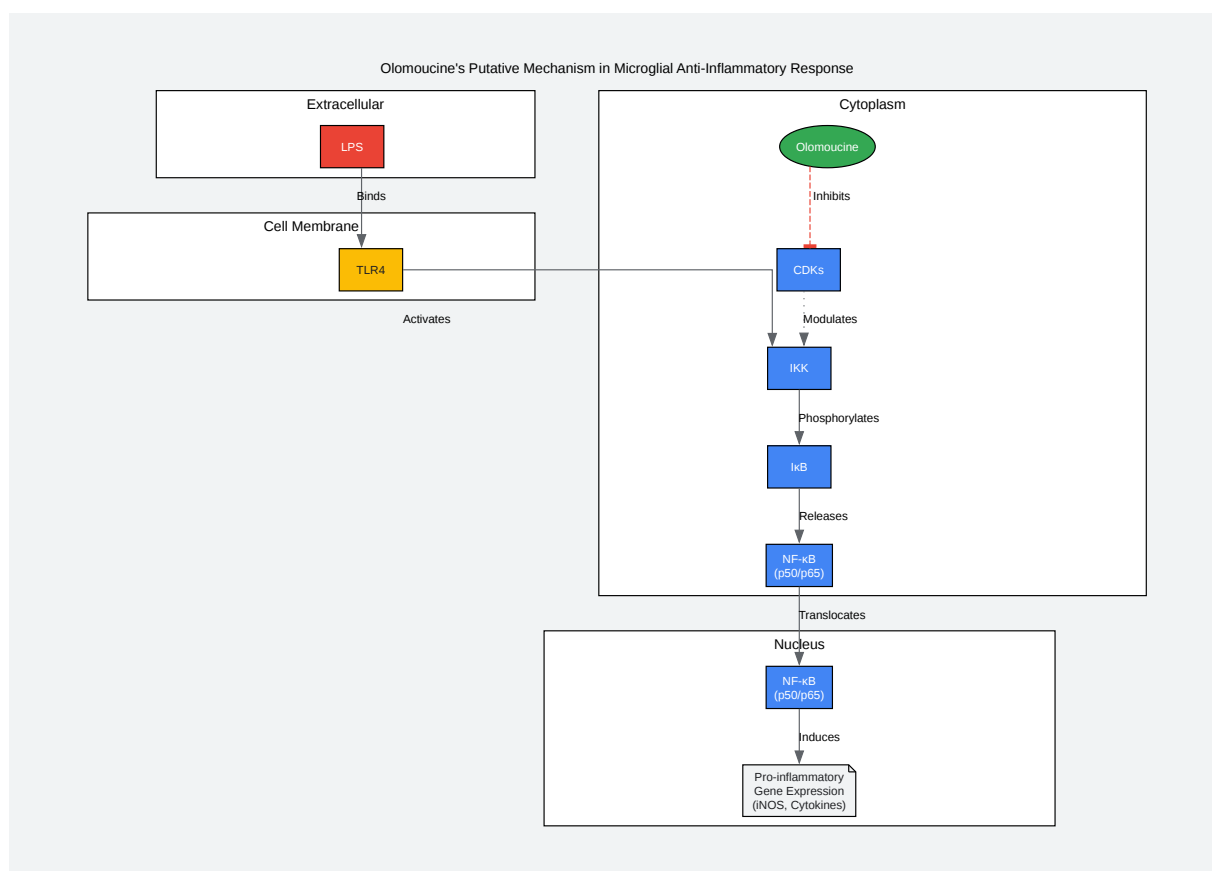 Olomoucine's Putative Mechanism in Microglial Anti-Inflammatory Response
Extracellular
LPS
Binds
Cell Membrane
TLR4
Activates
Cytoplasm
Olomoucine
Inhibits
CDKs
Modulates
IKK
Phosphorylates
IκB
Releases
NF-κB
(p50/p65)
Translocates
Nucleus
NF-κB
(p50/p65)
Induces
Pro-inflammatory
Gene Expression
(iNOS, Cytokines)